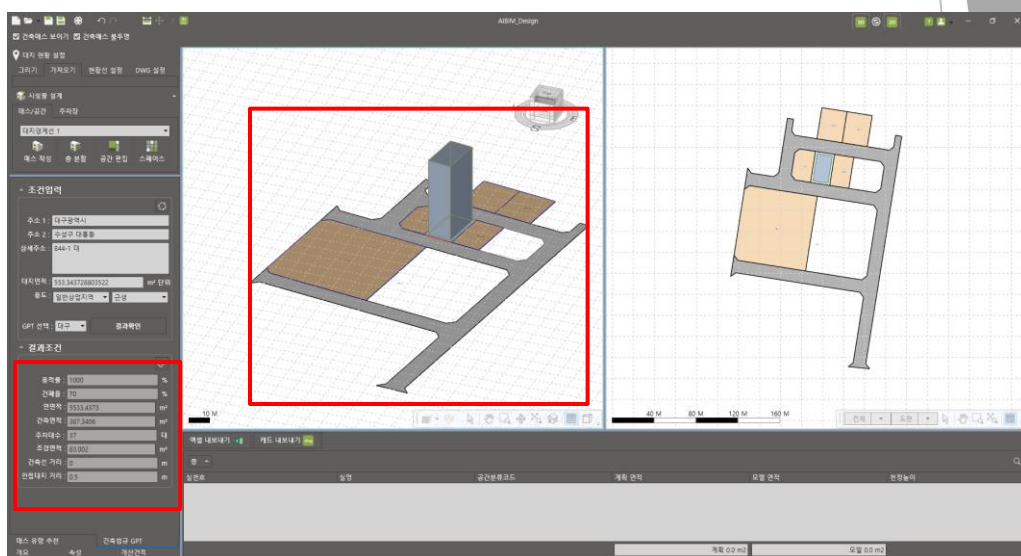 AIBIM_Design
건축매스 보이기 건축매스 불투명
대지 현황 설정
그리기 가져오기 현황선 설정 DWG 설정
시설물 설계
매스/공간 주차장
대지경계선 1
매스 작성 층 분할 공간 편집 스페이스
조건입력
주소 1 : 대구광역시
주소 2 : 수성구 대흥동
상세주소 : 844-1 대
대지면적 : 553.343728803522 m² 단위
용도 : 일반상업지역 근생
GPT 선택 : 대구 결과확인
결과조건
용적률 : 1000 %
건폐율 : 70 %
연면적 : 5533.4373 m²
건축면적 : 387.3406 m²
주차대수 : 37 대
조경면적 : 83.002 m²
건축선 거리 : 0 m
인접대지 거리 : 0.5 m
매스 유형 추천 건축법규 GPT
개요 속성 개산견적
10 M
40 M 80 M 120 M 160 M
전체 도면
엑셀 내보내기 캐드 내보내기
층
실번호 실명 공간분류코드 계획 면적 모델 면적 천정높이
계획 0.0 m2 모델 0.0 m2